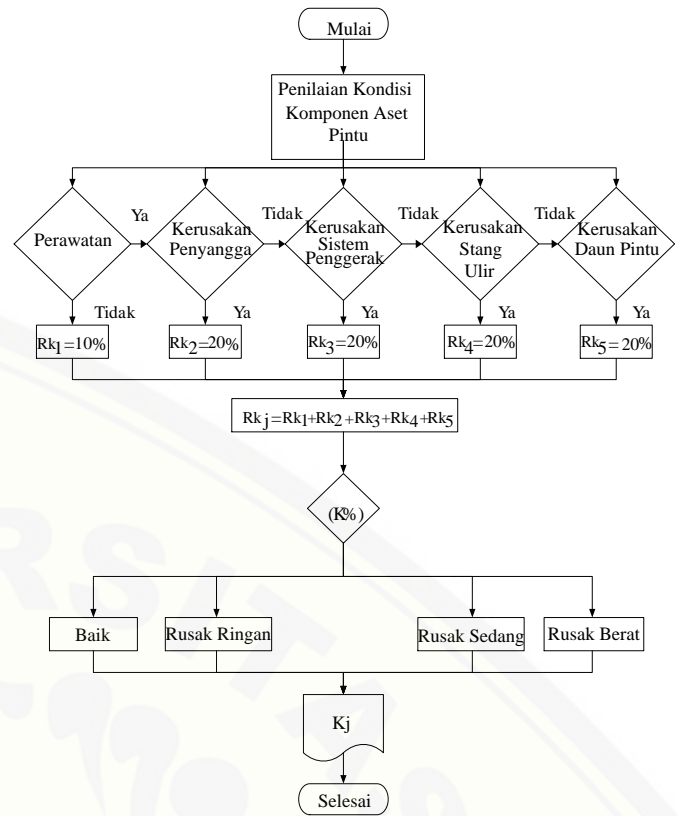 Mulai
Penilaian Kondisi
Komponen Aset
Pintu
Perawatan
Ya
Kerusakan
Penyangga
Tidak
Kerusakan
Sistem
Penggerak
Tidak
Kerusakan
Stang
Ulir
Tidak
Kerusakan
Daun Pintu
Tidak
Ya
Ya
Ya
Ya
Rk1=10%
Rk2=20%
Rk3=20%
Rk4=20%
Rk5=20%
Rkj=Rk1+Rk2+Rk3+Rk4+Rk5
(K%)
Baik
Rusak Ringan
Rusak Sedang
Rusak Berat
Kj
Selesai
RSITAS